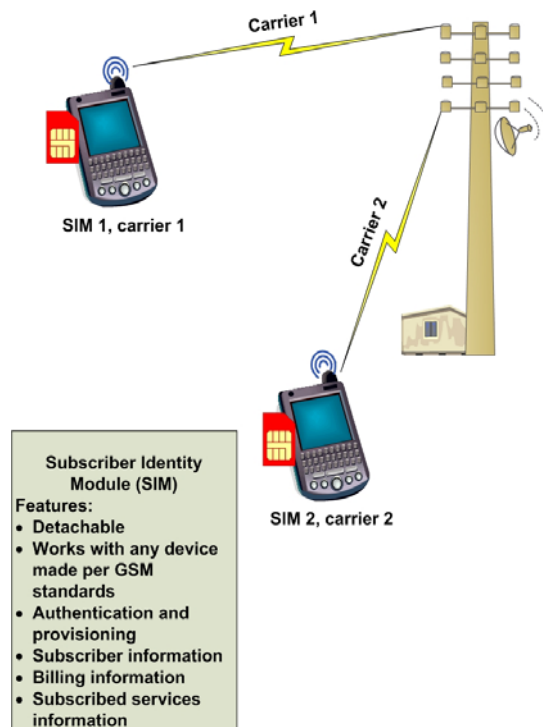 Carrier 1
SIM 1, carrier 1
Carrier 2
SIM 2, carrier 2
Subscriber Identity
Module (SIM)
Features:
• Detachable
• Works with any device
made per GSM
standards
• Authentication and
provisioning
• Subscriber information
• Billing information
• Subscribed services
information